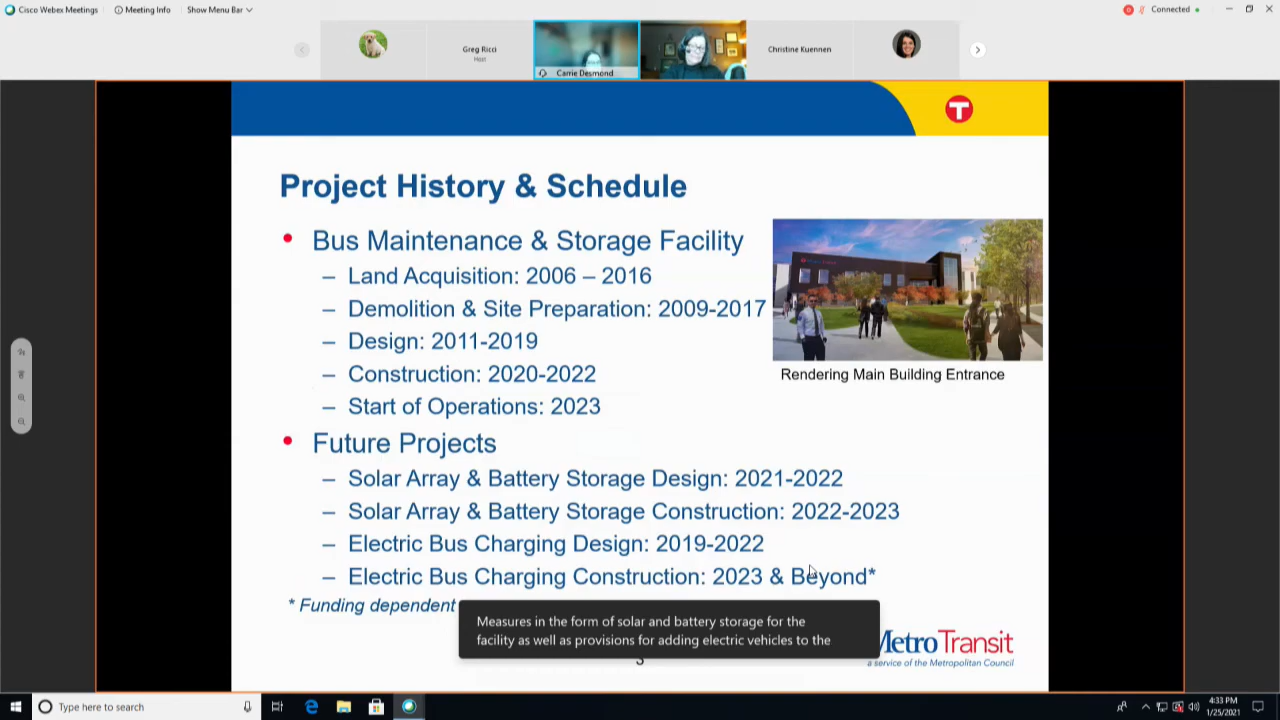 Cisco Webex Meetings
Meeting Info
Show Menu Bar
Connected
Greg Ricci
Host
Carrie Desmond
Christine Kuennen
T
Project History & Schedule
Bus Maintenance & Storage Facility
– Land Acquisition: 2006 – 2016
– Demolition & Site Preparation: 2009-2017
– Design: 2011-2019
– Construction: 2020-2022
– Start of Operations: 2023
Rendering Main Building Entrance
Future Projects
– Solar Array & Battery Storage Design: 2021-2022
– Solar Array & Battery Storage Construction: 2022-2023
– Electric Bus Charging Design: 2019-2022
– Electric Bus Charging Construction: 2023 & Beyond*
* Funding dependent
Measures in the form of solar and battery storage for the
facility as well as provisions for adding electric vehicles to the
3
MetroTransit
a service of the Metropolitan Council
Type here to search
4:33 PM
1/25/2021